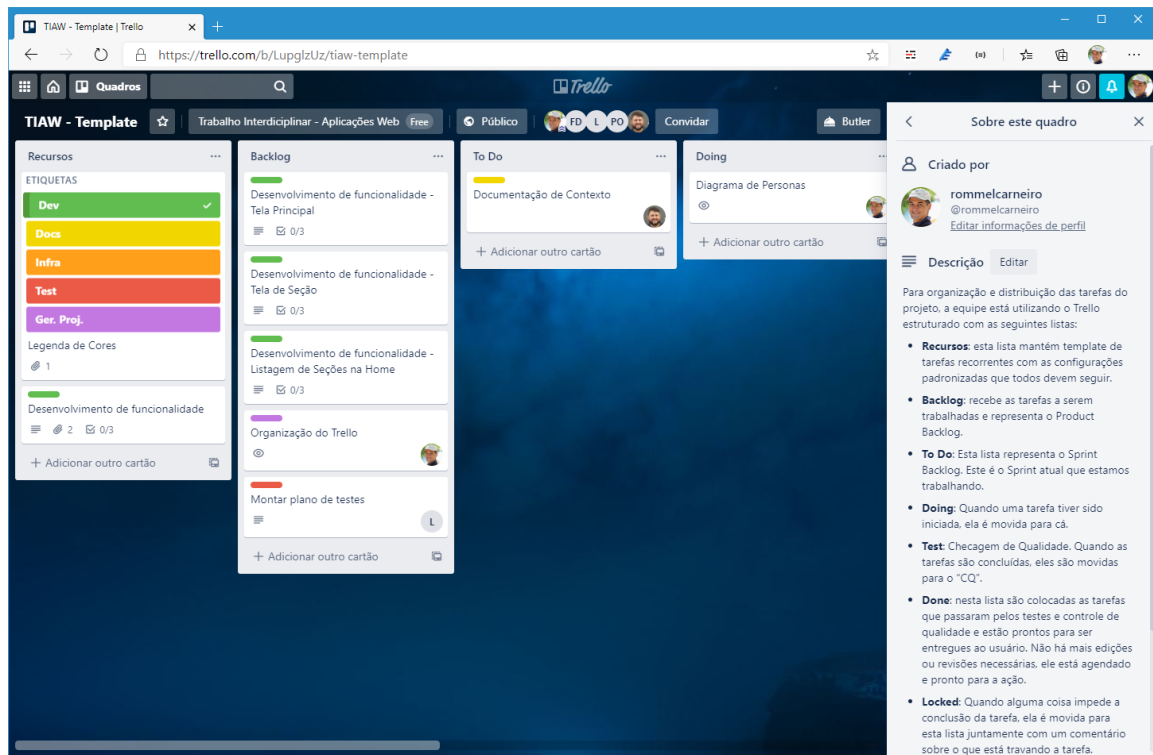 TIAW - Template | Trello
https://trello.com/b/LupglzUz/tiaw-template
Quadros
Trello
TIAW - Template
Trabalho Interdiciplinar - Aplicações Web Free
Público
FD
L
PO
Convidar
Butler
Recursos
ETIQUETAS
Dev
Docs
Infra
Test
Ger. Proj.
Legenda de Cores
1
Desenvolvimento de funcionalidade
2 0/3
+ Adicionar outro cartão
Backlog
Desenvolvimento de funcionalidade -
Tela Principal
0/3
Desenvolvimento de funcionalidade -
Tela de Seção
0/3
Desenvolvimento de funcionalidade -
Listagem de Seções na Home
0/3
Organização do Trello
Montar plano de testes
L
+ Adicionar outro cartão
To Do
Documentação de Contexto
+ Adicionar outro cartão
Doing
Diagrama de Personas
+ Adicionar outro cartão
Sobre este quadro
Criado por
rommelcarneiro
@rommelcarneiro
Editar informações de perfil
Descrição Editar
Para organização e distribuição das tarefas do
projeto, a equipe está utilizando o Trello
estruturado com as seguintes listas:
• Recursos: esta lista mantém template de
tarefas recorrentes com as configurações
padronizadas que todos devem seguir.
• Backlog: recebe as tarefas a serem
trabalhadas e representa o Product
Backlog.
• To Do: Esta lista representa o Sprint
Backlog. Este é o Sprint atual que estamos
trabalhando.
• Doing: Quando uma tarefa tiver sido
iniciada, ela é movida para cá.
• Test: Checagem de Qualidade. Quando as
tarefas são concluídas, eles são movidas
para o "CQ".
• Done: nesta lista são colocadas as tarefas
que passaram pelos testes e controle de
qualidade e estão prontos para ser
entregues ao usuário. Não há mais edições
ou revisões necessárias, ele está agendado
e pronto para a ação.
• Locked: Quando alguma coisa impede a
conclusão da tarefa, ela é movida para
esta lista juntamente com um comentário
sobre o que está travando a tarefa.